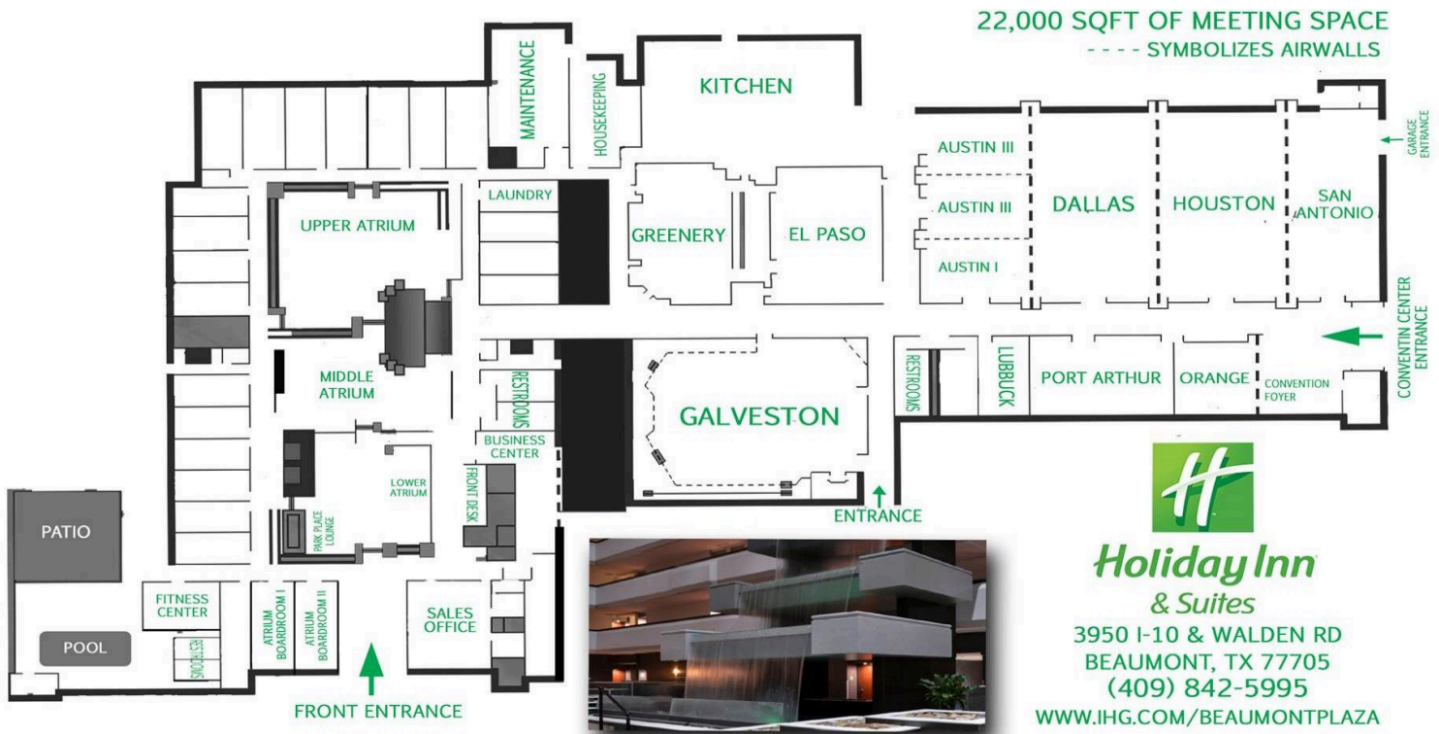 22,000 SQFT OF MEETING SPACE
- - - - SYMBOLIZES AIRWALLS
MAINTENANCE
HOUSEKEEPING
KITCHEN
GARAGE
ENTRANCE
AUSTIN III
AUSTIN III
AUSTIN I
DALLAS
HOUSTON
SAN
ANTONIO
LAUNDRY
UPPER ATRIUM
GREENERY
EL PASO
CONVENTIN CENTER
ENTRANCE
MIDDLE
ATRIUM
RESTROOMS
BUSINESS
CENTER
GALVESTON
RESTROOMS
LUBBUCK
PORT ARTHUR
ORANGE
CONVENTION
FOYER
LOWER
ATRIUM
FRONT DESK
PARK PLACE
LOUNGE
ENTRANCE
PATIO
FITNESS
CENTER
POOL
RESTROOMS
ATRIUM
BOARDROOM I
ATRIUM
BOARDROOM II
SALES
OFFICE
FRONT ENTRANCE
H
Holiday Inn
& Suites
3950 I-10 & WALDEN RD
BEAUMONT, TX 77705
(409) 842-5995
WWW.IHG.COM/BEAUMONTPLAZA